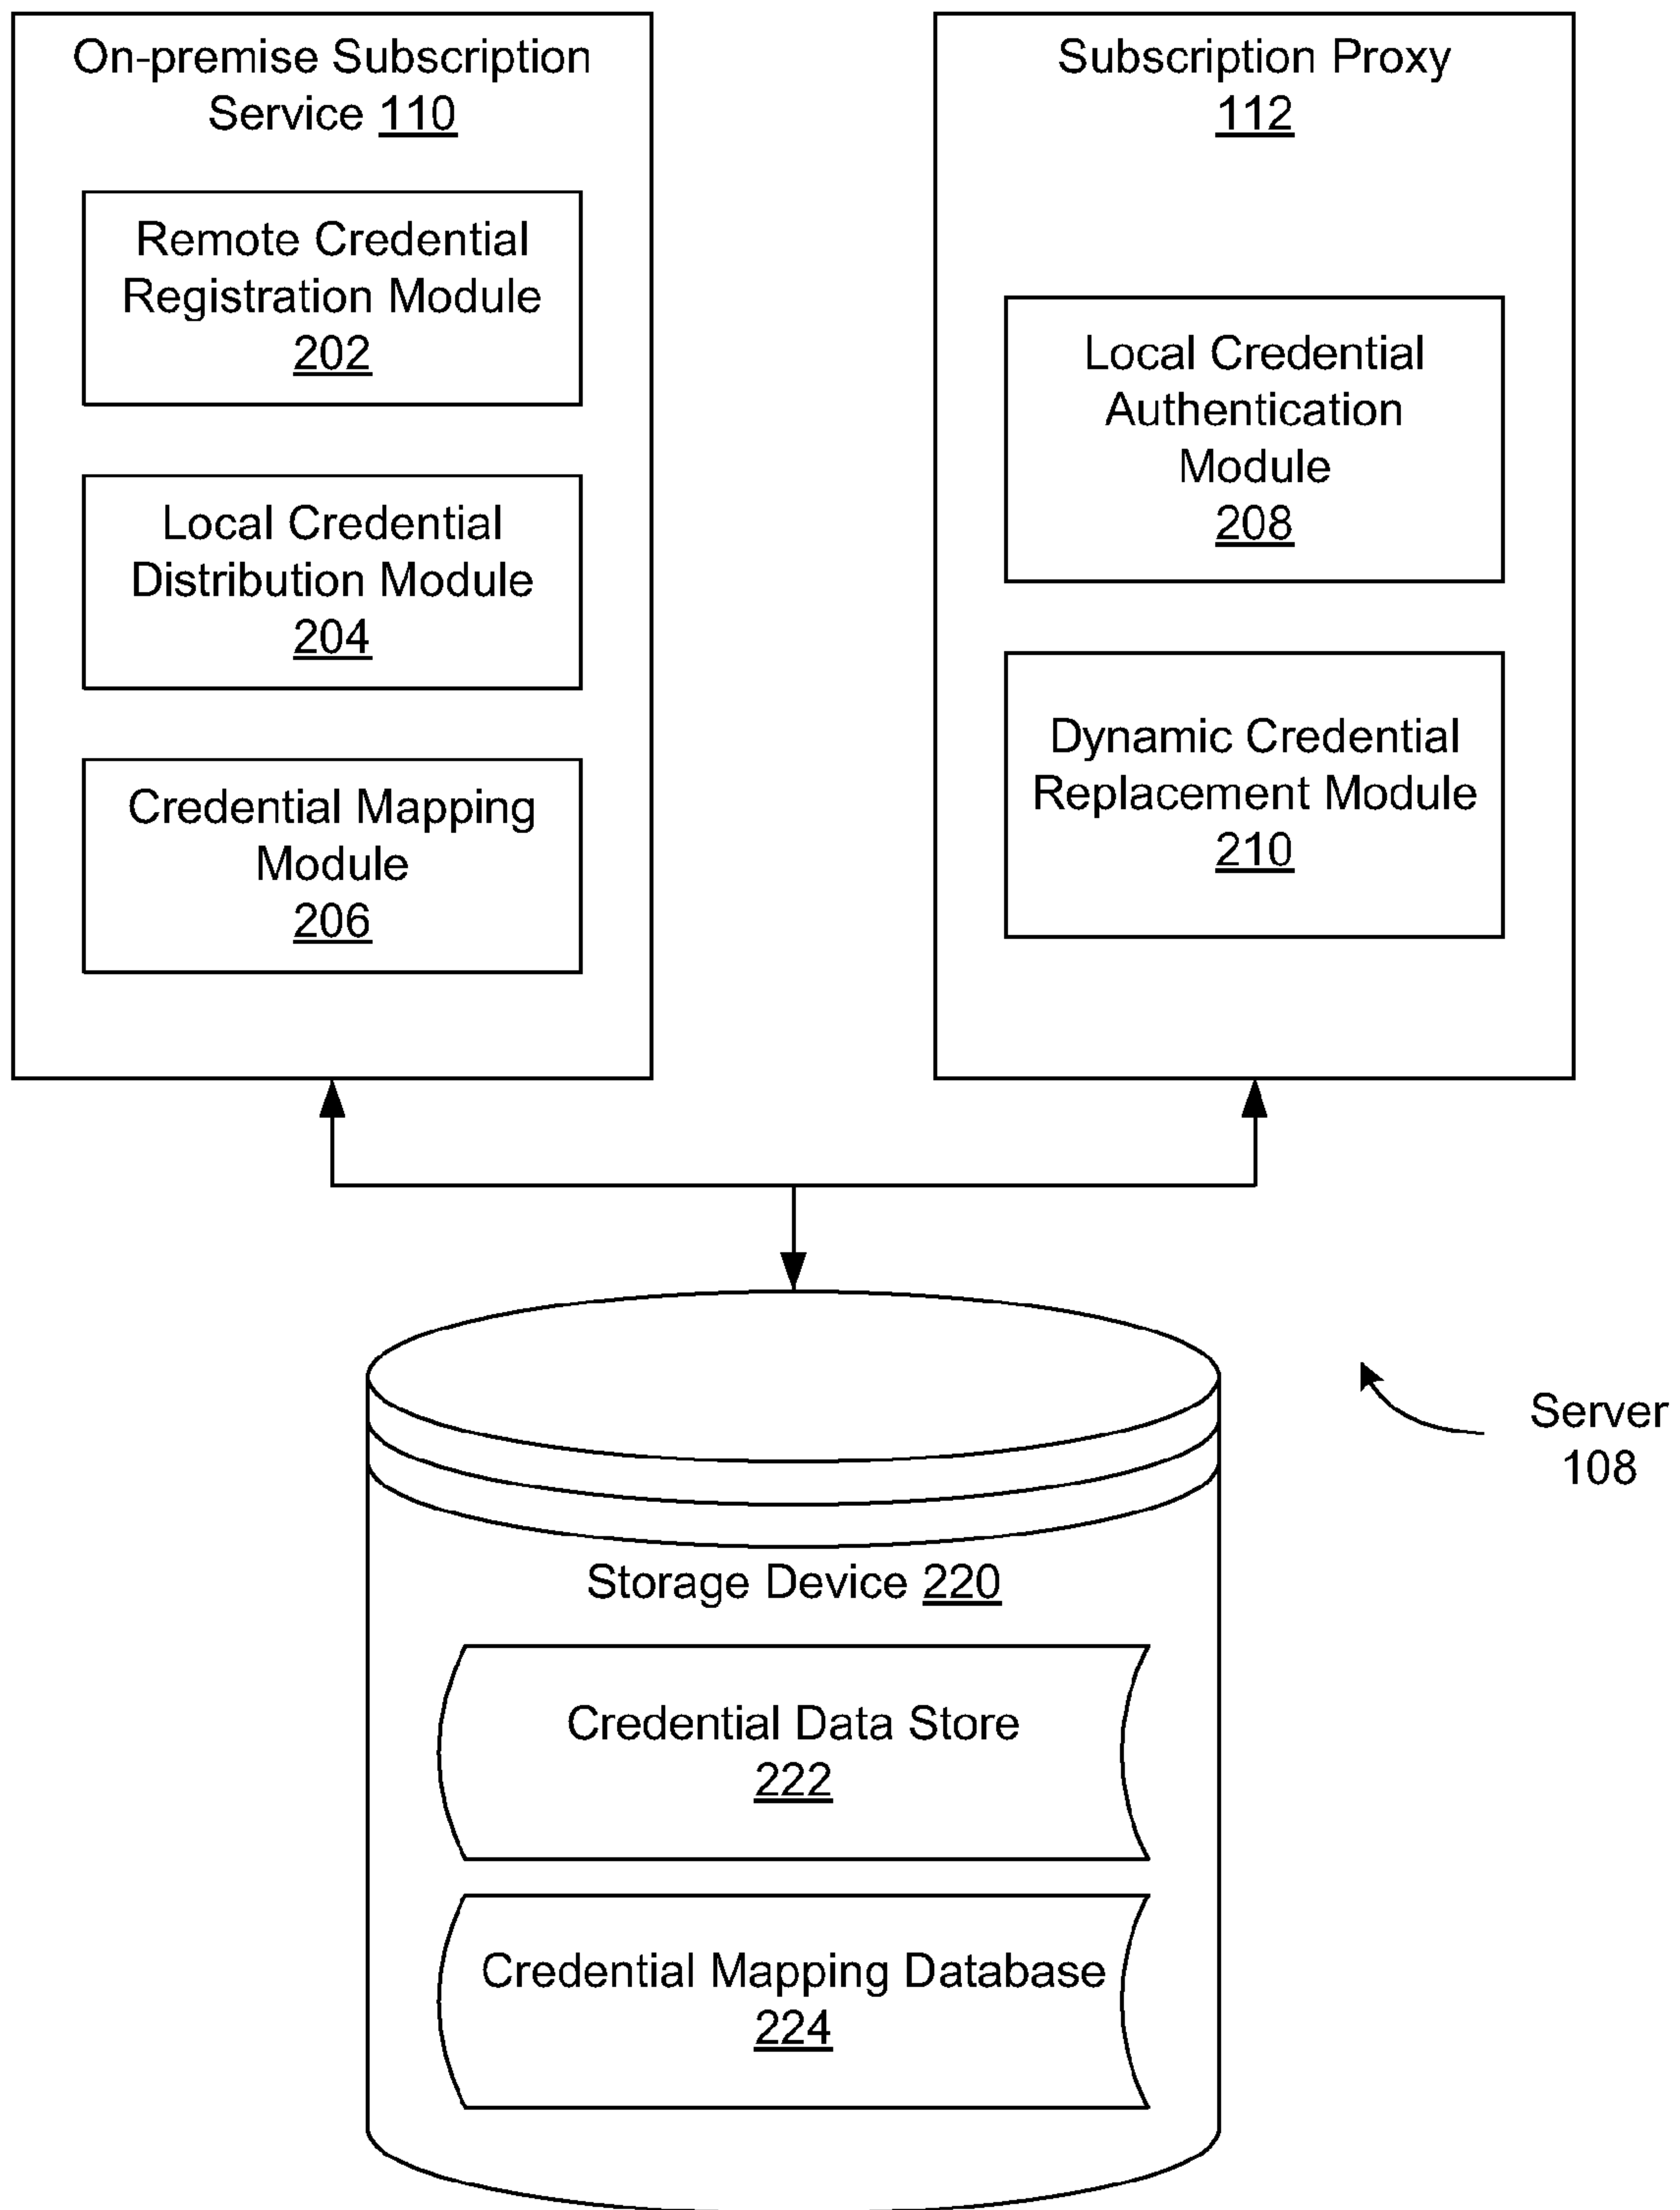 On-premise Subscription
Service 110
Remote Credential
Registration Module
202
Local Credential
Distribution Module
204
Credential Mapping
Module
206
Subscription Proxy
112
Local Credential
Authentication
Module
208
Dynamic Credential
Replacement Module
210
Server
108
Storage Device 220
Credential Data Store
222
Credential Mapping Database
224